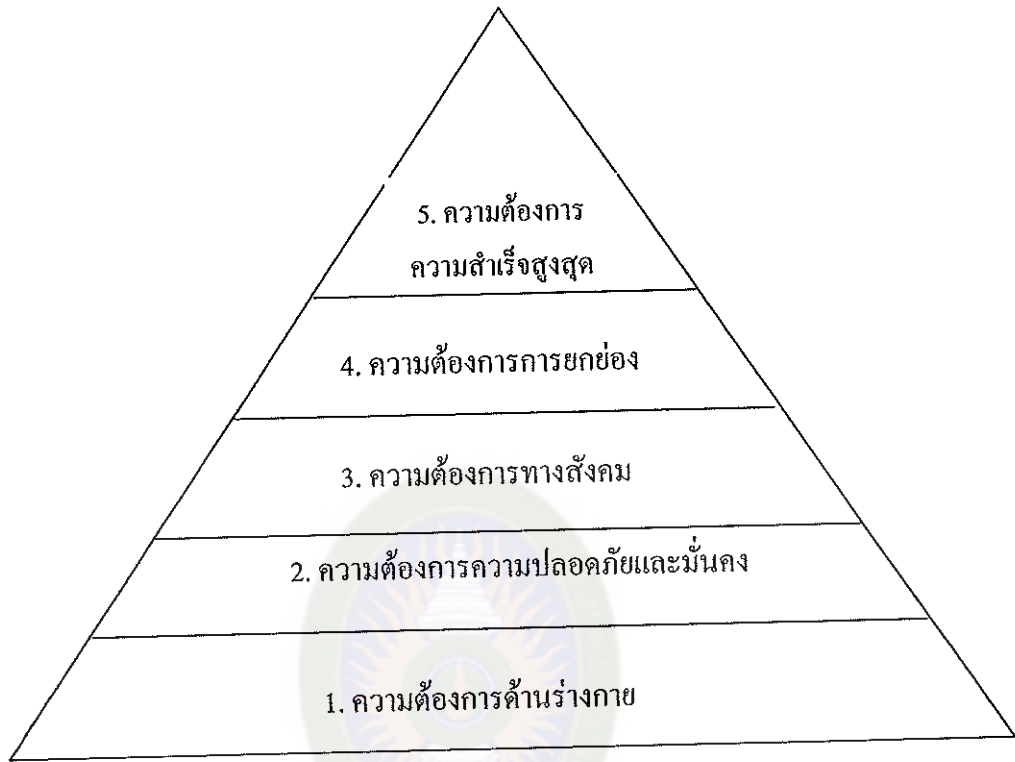 5. ความต้องการ
ความสำเร็จสูงสุด
4. ความต้องการการยกย่อง
3. ความต้องการทางสังคม
2. ความต้องการความปลอดภัยและมั่นคง
1. ความต้องการด้านร่างกาย